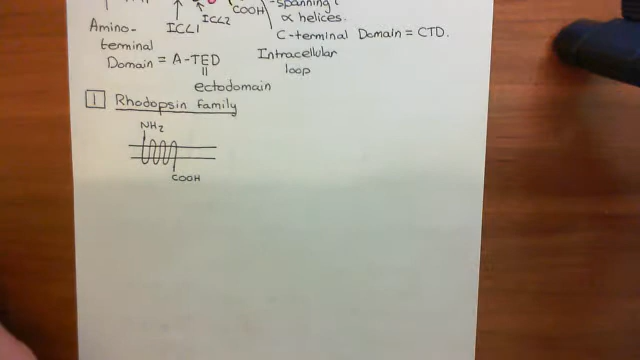 spanning
ICL2
COOH
α helices.
ICL1
C-terminal Domain = CTD.
Amino-
terminal
Domain = A-TED
ectodomain
Intracellular
loop
1 Rhodopsin family
NH2
COOH